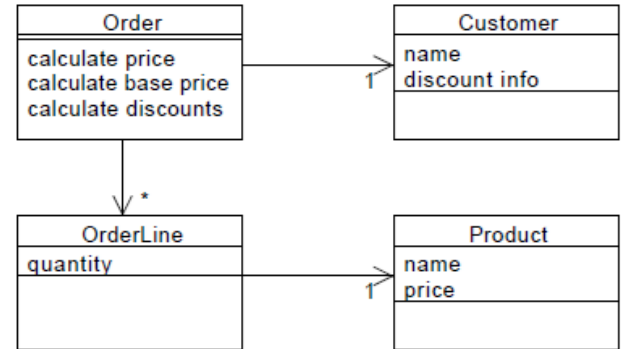 Order
calculate price
calculate base price
calculate discounts
1
Customer
name
discount info
*
OrderLine
quantity
1
Product
name
price